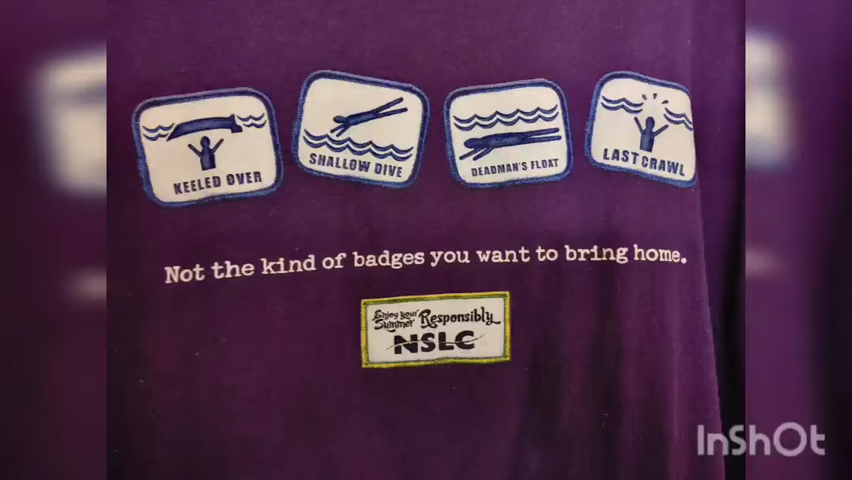 KEELED OVER
SHALLOW DIVE
DEADMAN'S FLOAT
LAST CRAWL
Not the kind of badges you want to bring home.
Enjoy your
Summer Responsibly
NSLC
InShOt